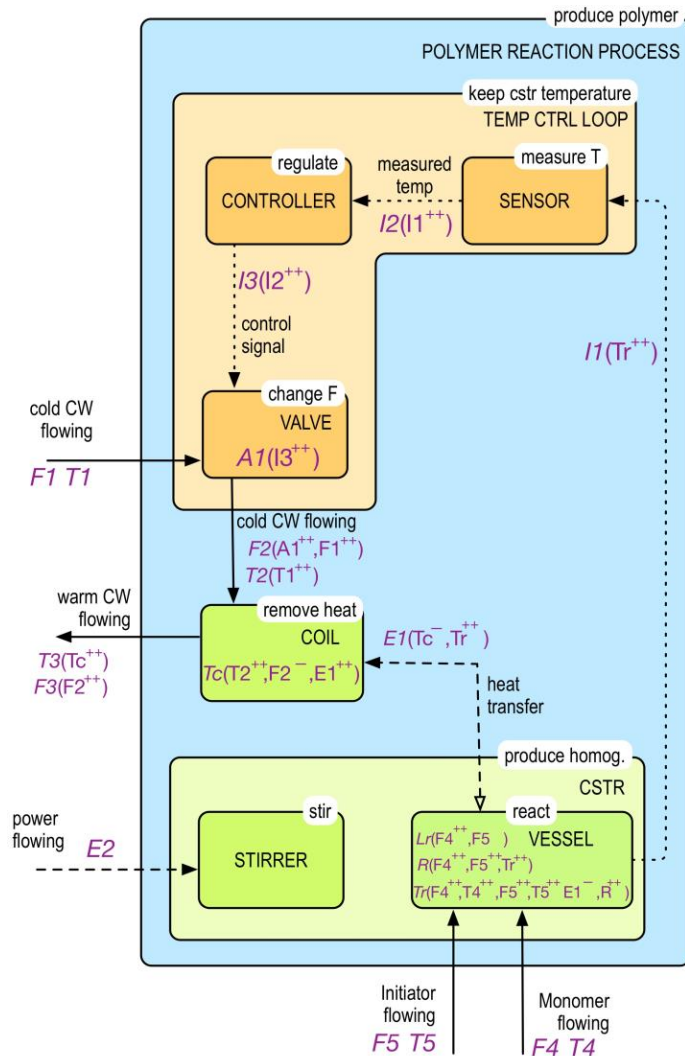 produce polymer
POLYMER REACTION PROCESS
keep cstr temperature
TEMP CTRL LOOP
regulate
CONTROLLER
measured
temp
I2(I1++)
measure T
SENSOR
I3(I2++)
control
signal
I1(Tr++)
change F
VALVE
A1(I3++)
cold CW
flowing
F1 T1
cold CW flowing
F2(A1++,F1++)
T2(T1++)
warm CW
flowing
T3(Tc++)
F3(F2++)
remove heat
COIL
Tc(T2++,F2−,E1++)
E1(Tc−,Tr++)
heat
transfer
produce homog.
CSTR
power
flowing
E2
stir
STIRRER
react
VESSEL
Lr(F4++,F5 )
R(F4++,F5++,Tr++)
Tr(F4++,T4++,F5++,T5++ E1−,R++)
Initiator
flowing
F5 T5
Monomer
flowing
F4 T4